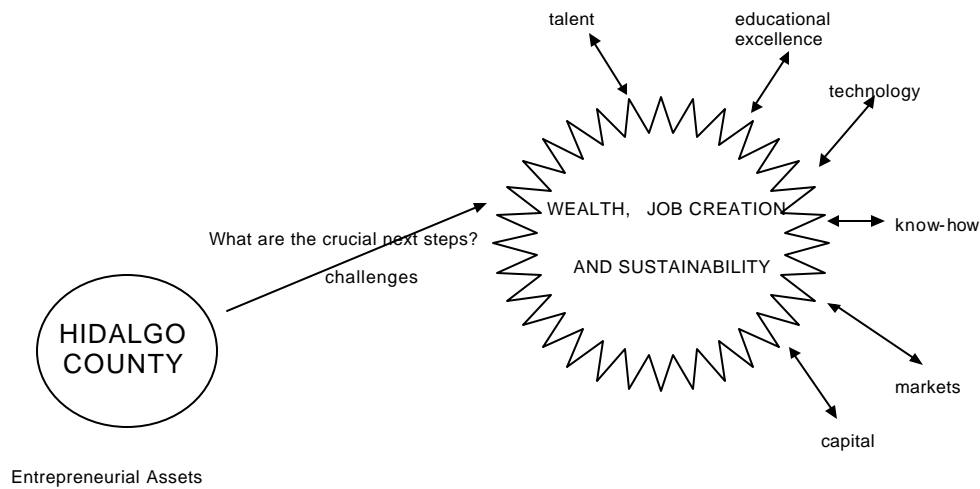 talent
educational
excellence
technology
WEALTH, JOB CREATION
know-how
What are the crucial next steps?
AND SUSTAINABILITY
challenges
HIDALGO
COUNTY
markets
capital
Entrepreneurial Assets